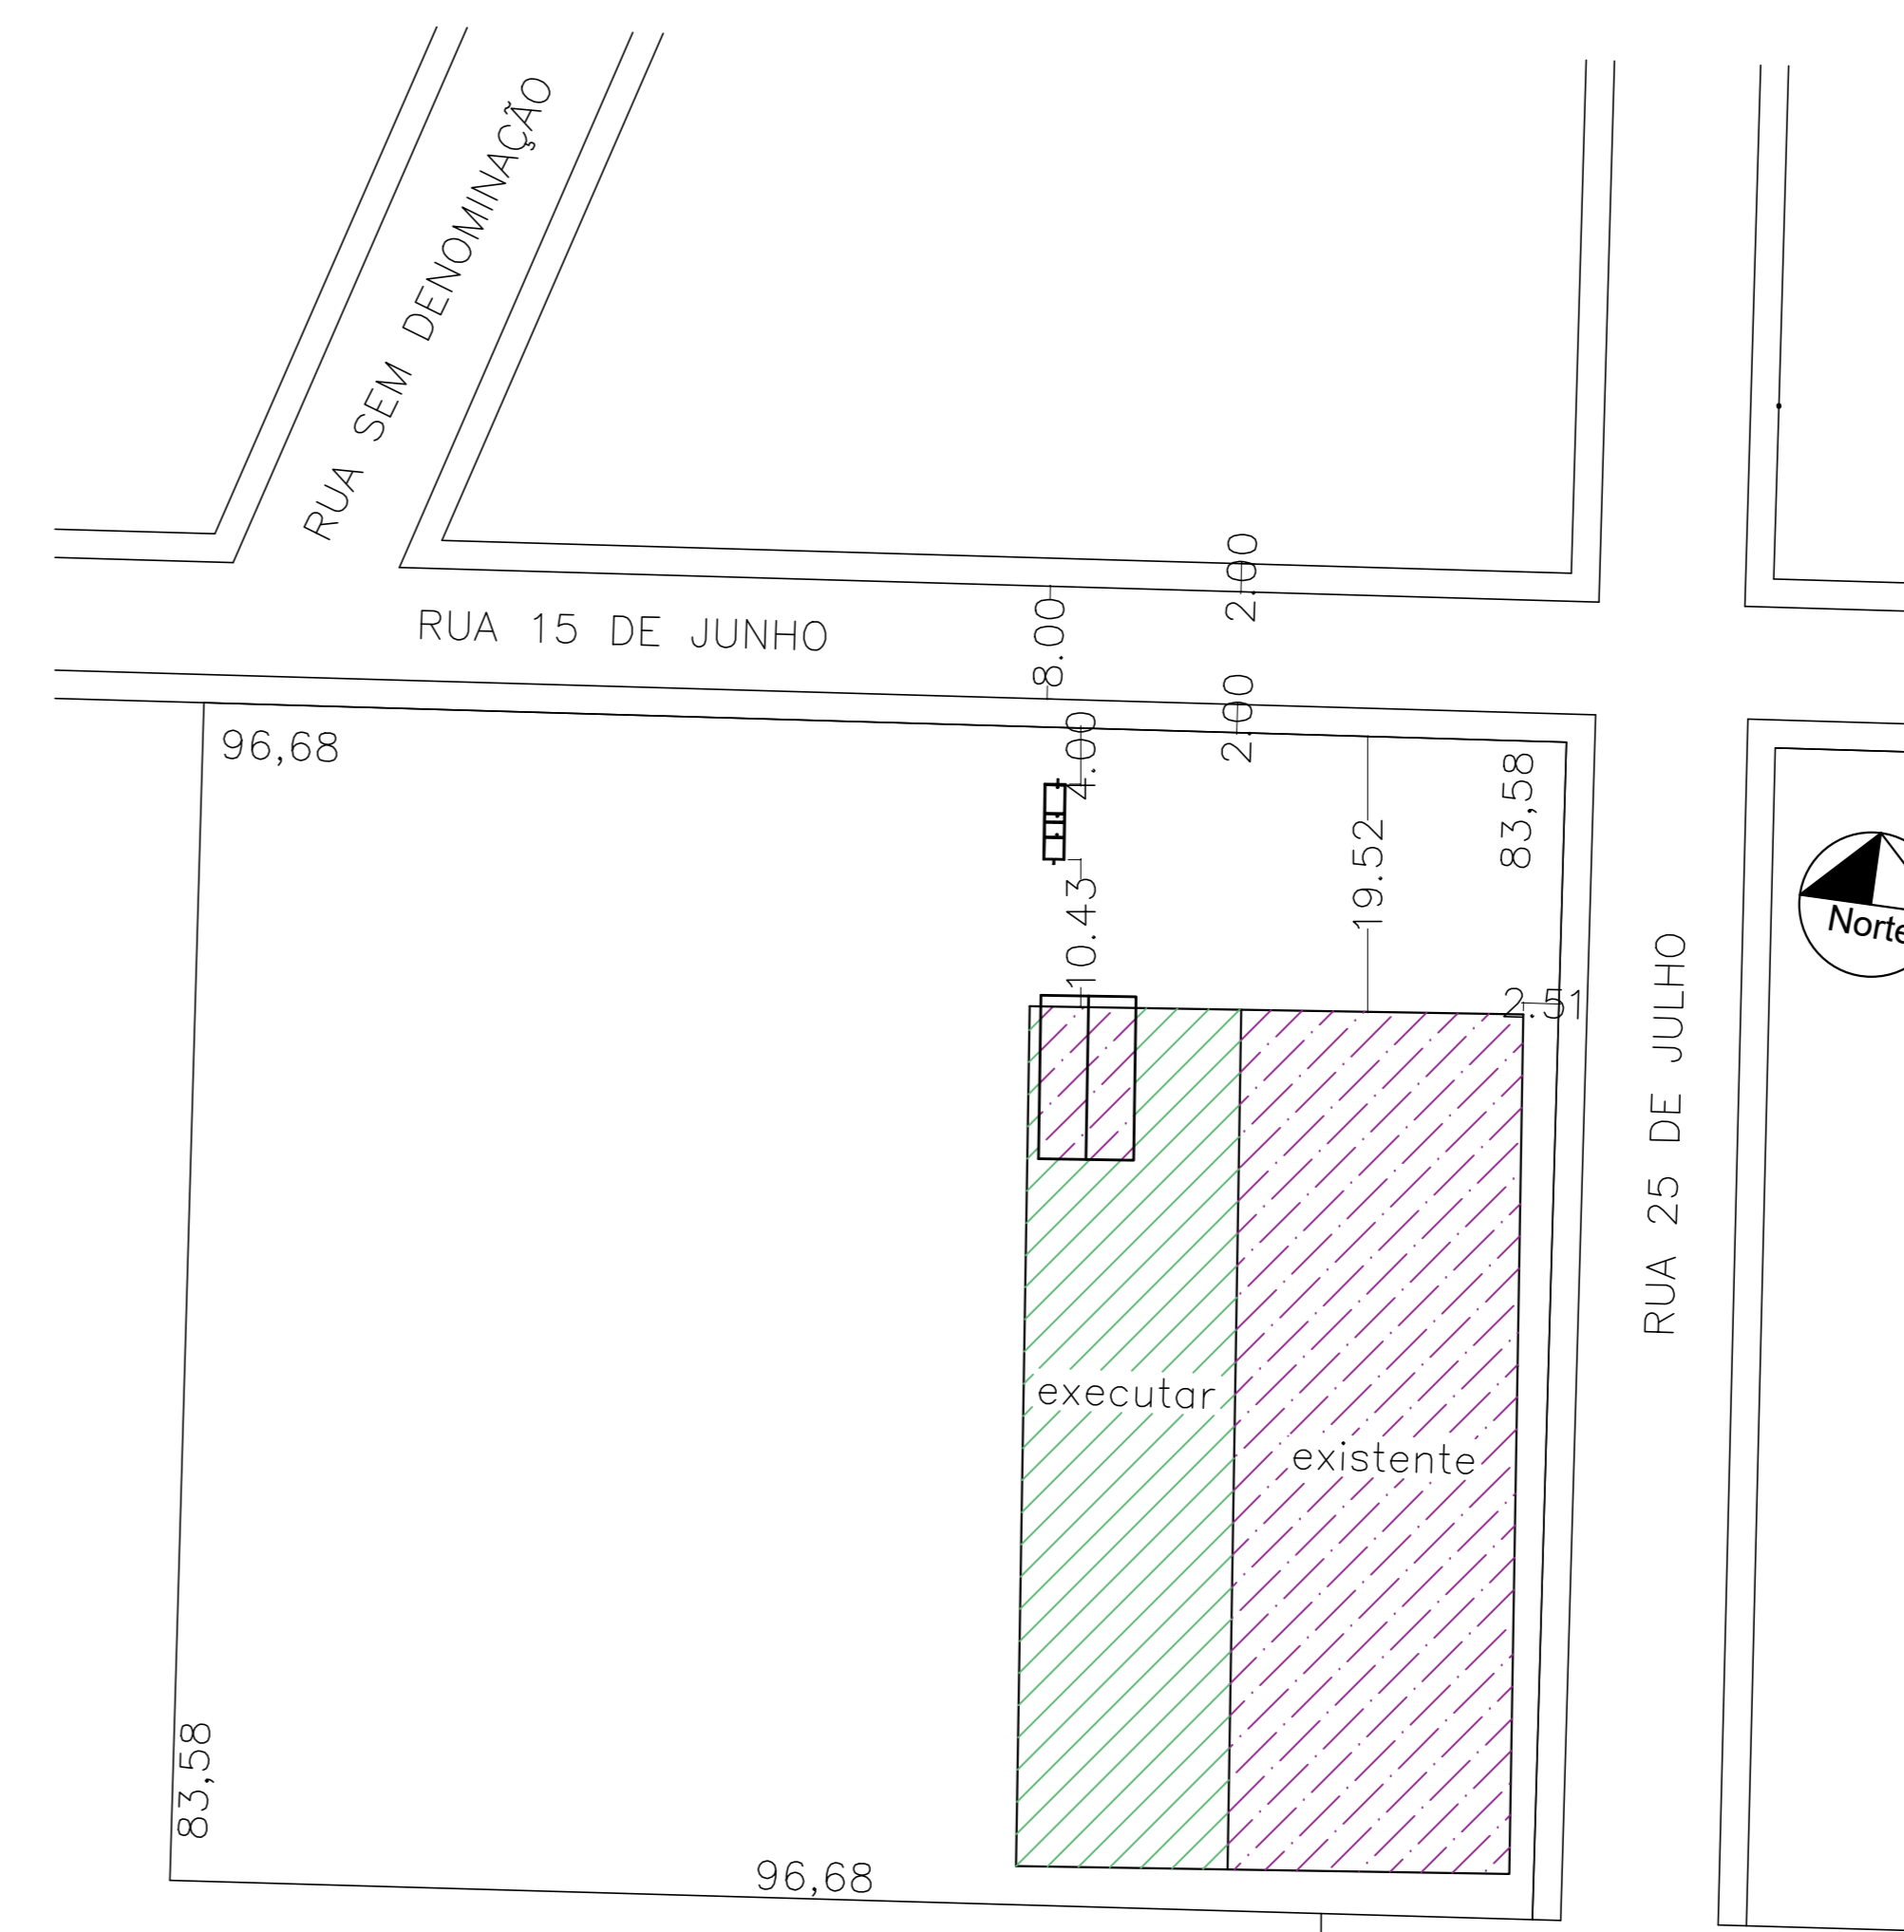 RUA SEM DENOMINAÇÃO
2.00
8.00
RUA 15 DE JUNHO
2.00
96,68
4.00
83,58
19.52
10.43
Norte
2.51
RUA 25 DE JULHO
executar
existente
83,58
96,68